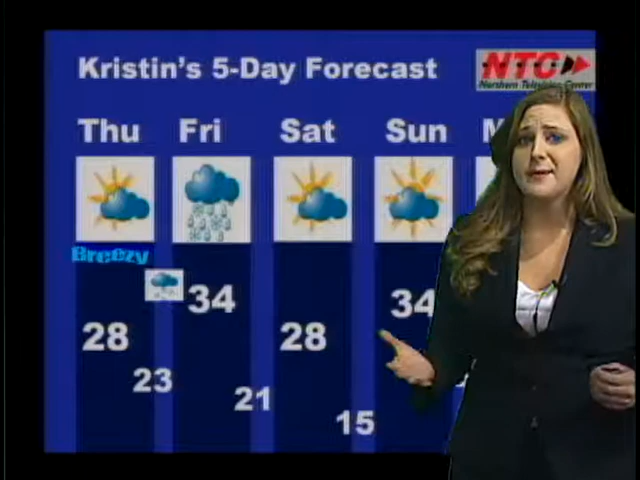 Kristin's 5-Day Forecast
NTC
Northern Television Center
Thu Fri Sat Sun M
Breezy
34 34
28 28
23
21
15